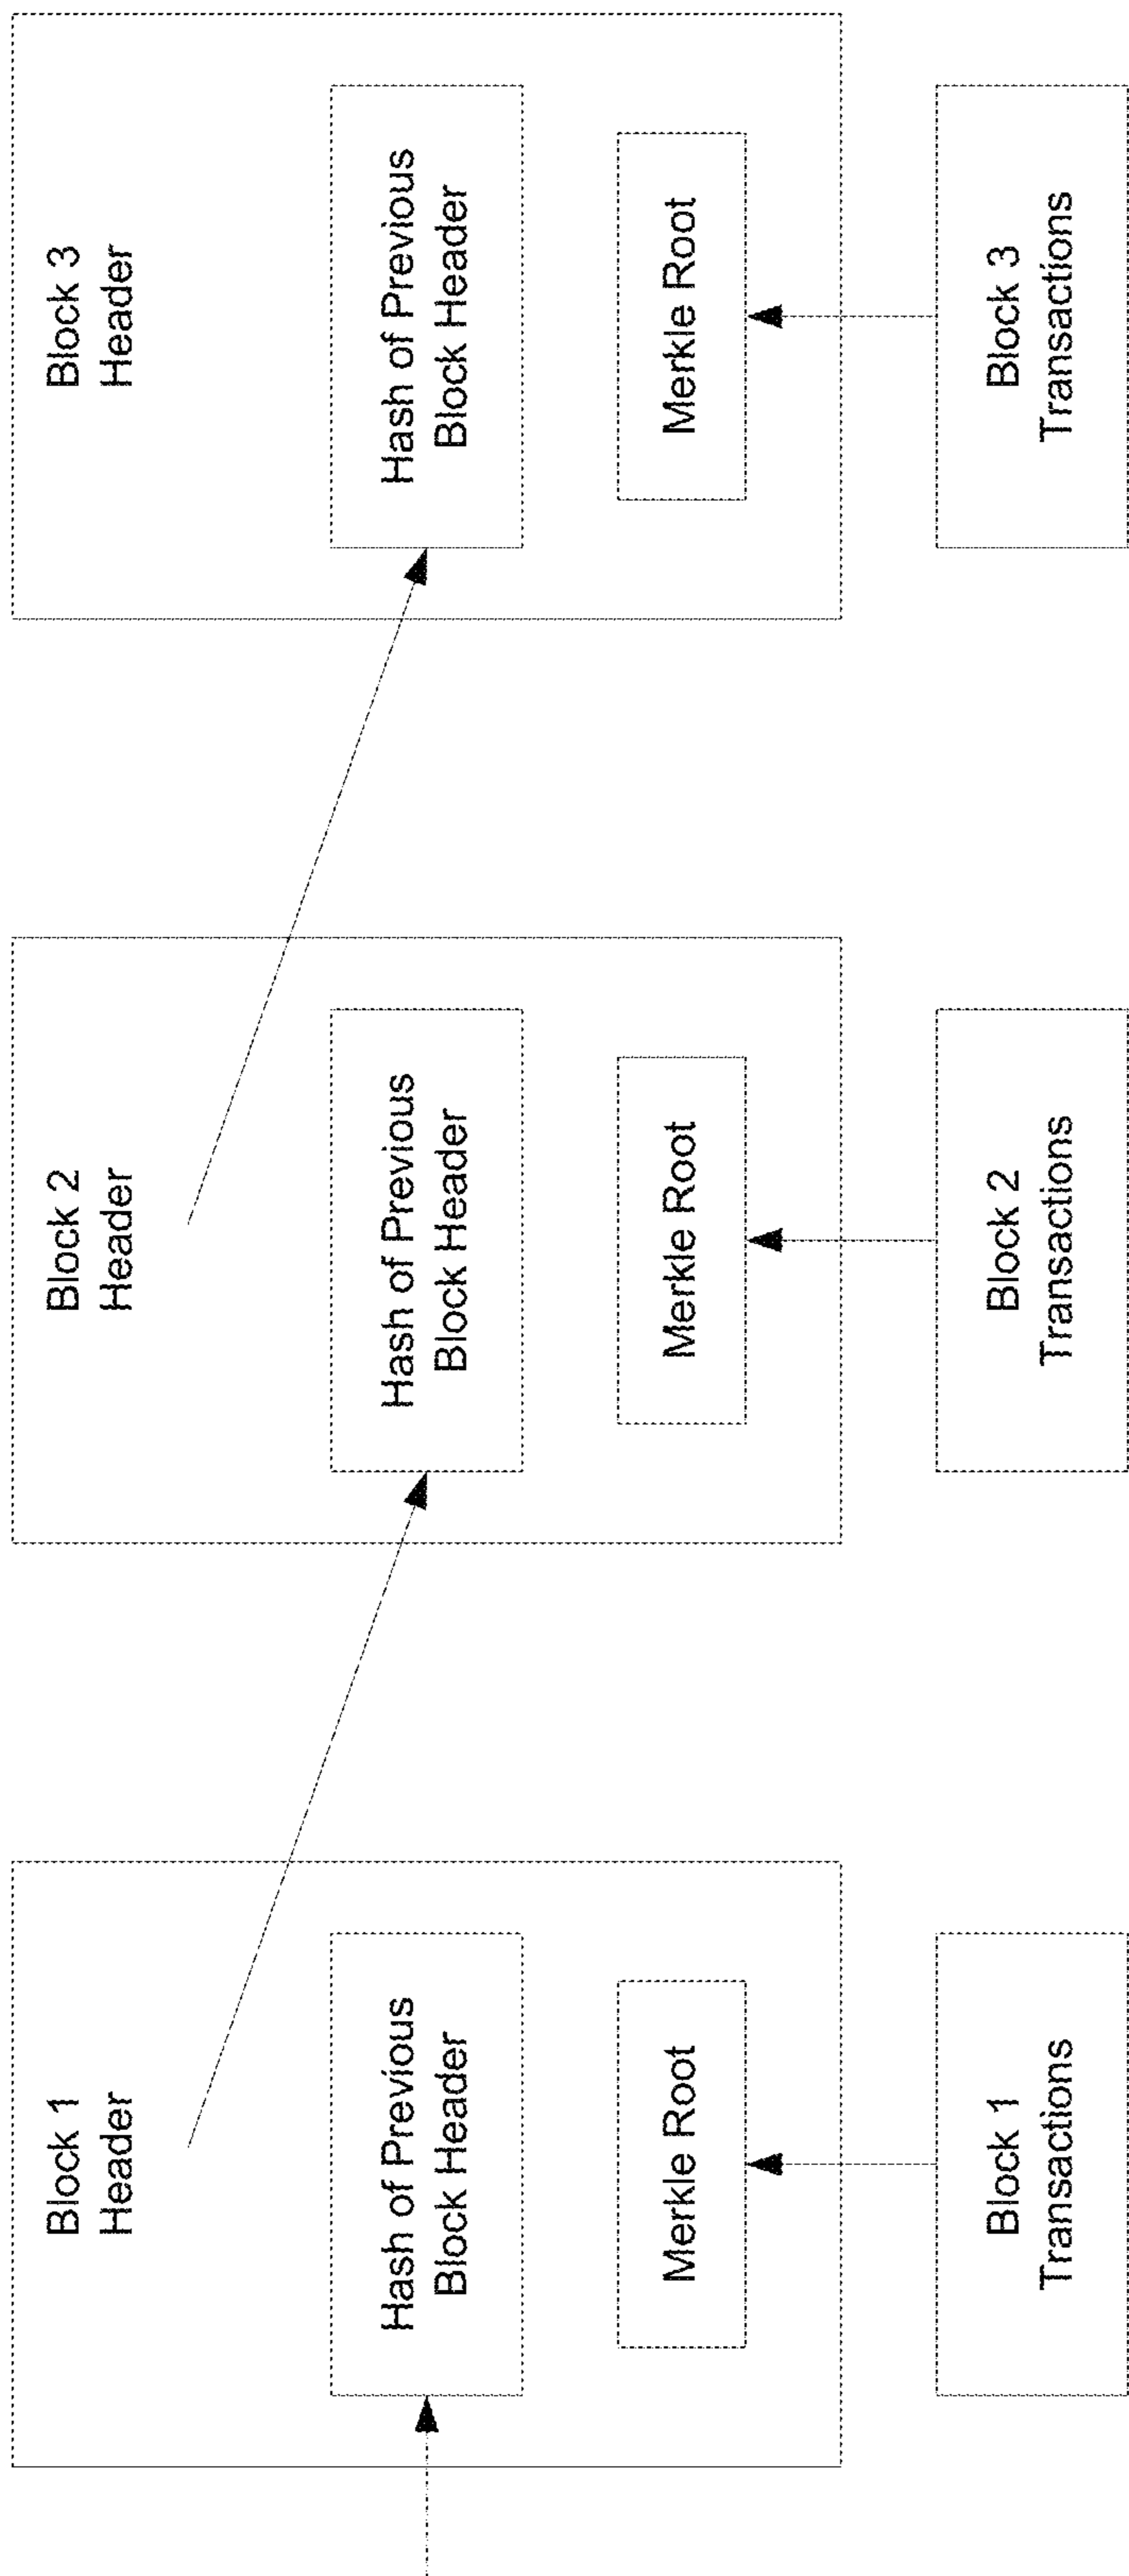 Block 1
Header
Hash of Previous
Block Header
Merkle Root
Block 1
Transactions
Block 2
Header
Hash of Previous
Block Header
Merkle Root
Block 2
Transactions
Block 3
Header
Hash of Previous
Block Header
Merkle Root
Block 3
Transactions